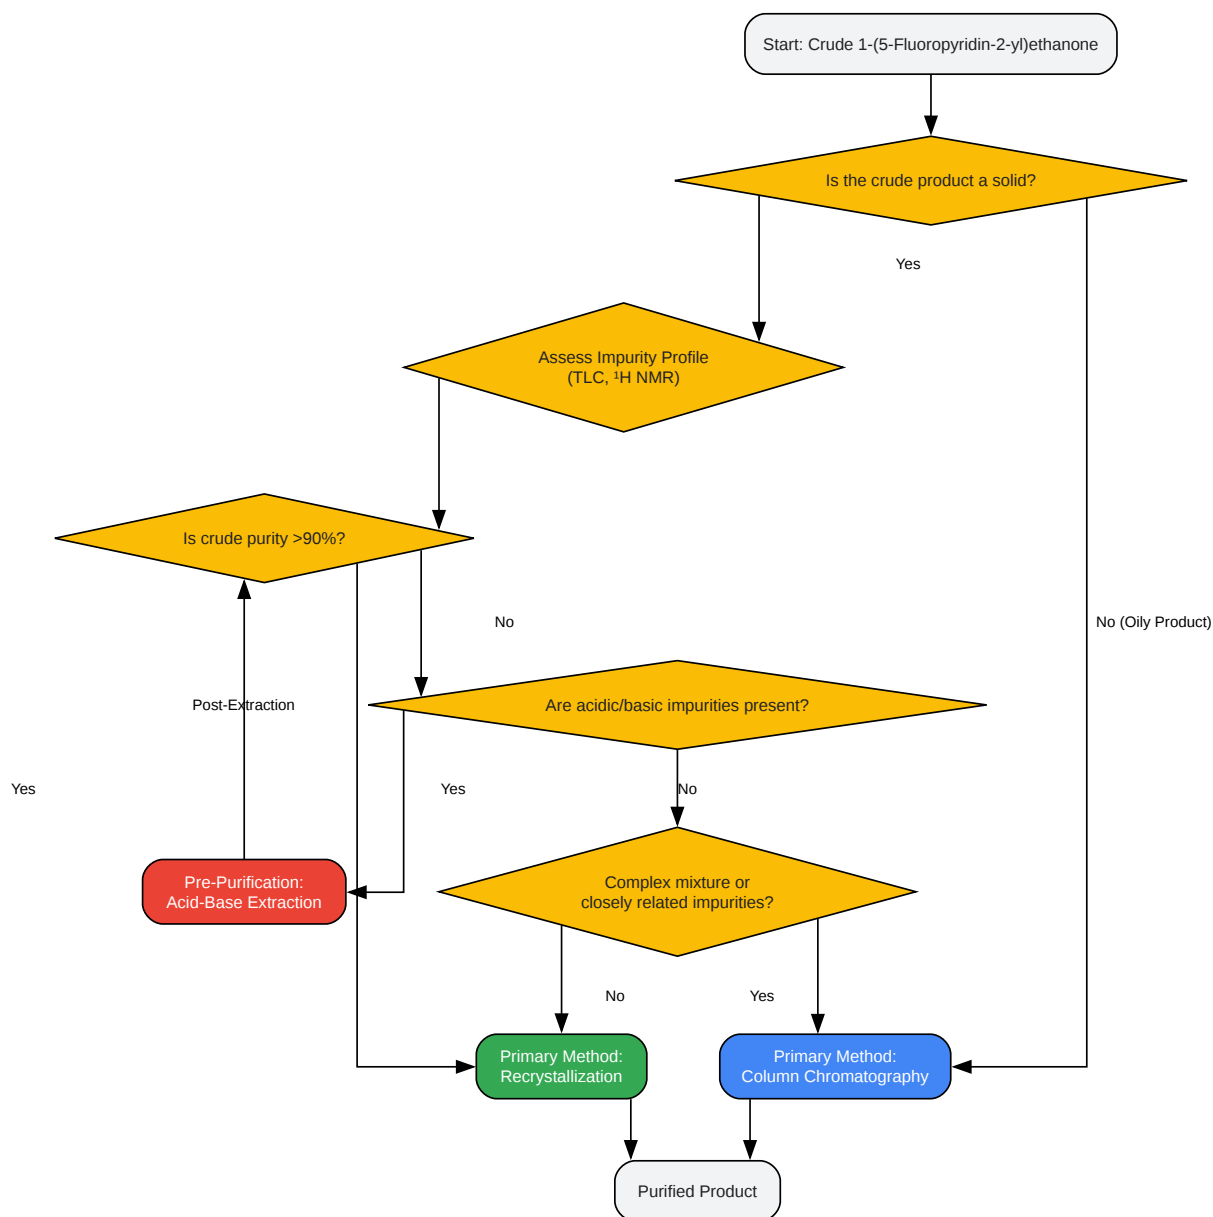 Start: Crude 1-(5-Fluoropyridin-2-yl)ethanone
Is the crude product a solid?
Yes
Assess Impurity Profile
(TLC, ¹H NMR)
Is crude purity >90%?
No
No (Oily Product)
Post-Extraction
Are acidic/basic impurities present?
Yes
Yes
No
Pre-Purification:
Acid-Base Extraction
Complex mixture or
closely related impurities?
No
Yes
Primary Method:
Recrystallization
Primary Method:
Column Chromatography
Purified Product